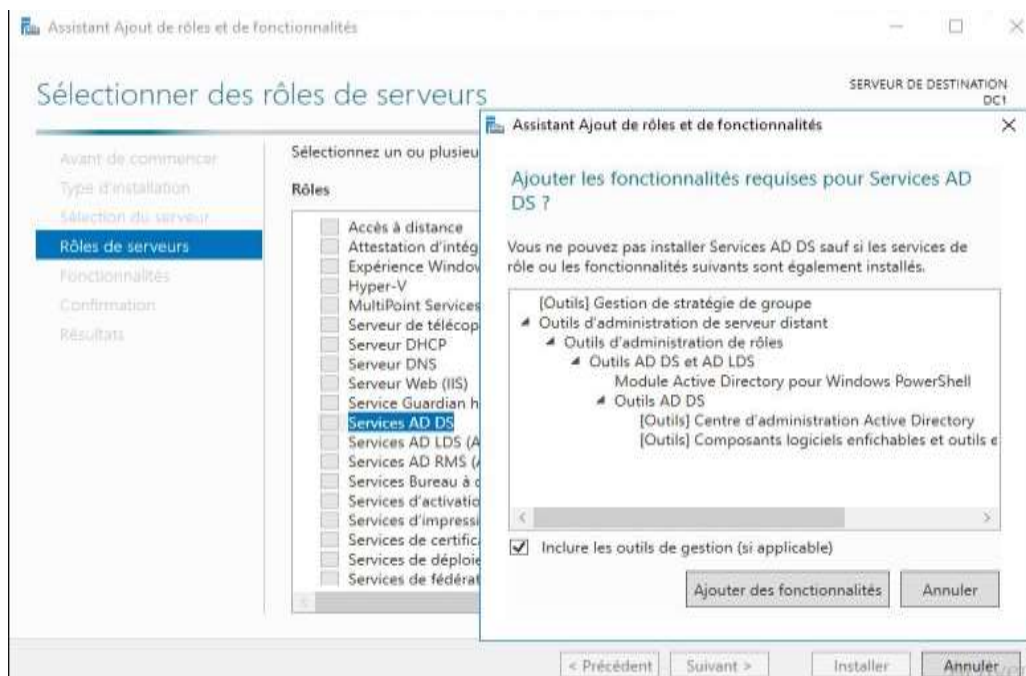 Assistant Ajout de rôles et de fonctionnalités
Sélectionner des rôles de serveurs
SERVEUR DE DESTINATION
DC1
Avant de commencer
Type d'installation
Sélection du serveur
Rôles de serveurs
Fonctionnalités
Confirmation
Résultats
Sélectionnez un ou plusieu
Rôles
Accès à distance
Attestation d'intég
Expérience Window
Hyper-V
MultiPoint Services
Serveur de télécop
Serveur DHCP
Serveur DNS
Serveur Web (IIS)
Service Guardian h
Services AD DS
Services AD LDS (A
Services AD RMS (A
Services Bureau à d
Services d'activatio
Services d'impressi
Services de certific
Services de déploie
Services de fédérat
Assistant Ajout de rôles et de fonctionnalités
Ajouter les fonctionnalités requises pour Services AD
DS ?
Vous ne pouvez pas installer Services AD DS sauf si les services de
rôle ou les fonctionnalités suivants sont également installés.
[Outils] Gestion de stratégie de groupe
Outils d'administration de serveur distant
Outils d'administration de rôles
Outils AD DS et AD LDS
Module Active Directory pour Windows PowerShell
Outils AD DS
[Outils] Centre d'administration Active Directory
[Outils] Composants logiciels enfichables et outils e
Inclure les outils de gestion (si applicable)
Ajouter des fonctionnalités
Annuler
< Précédent
Suivant >
Installer
Annuler